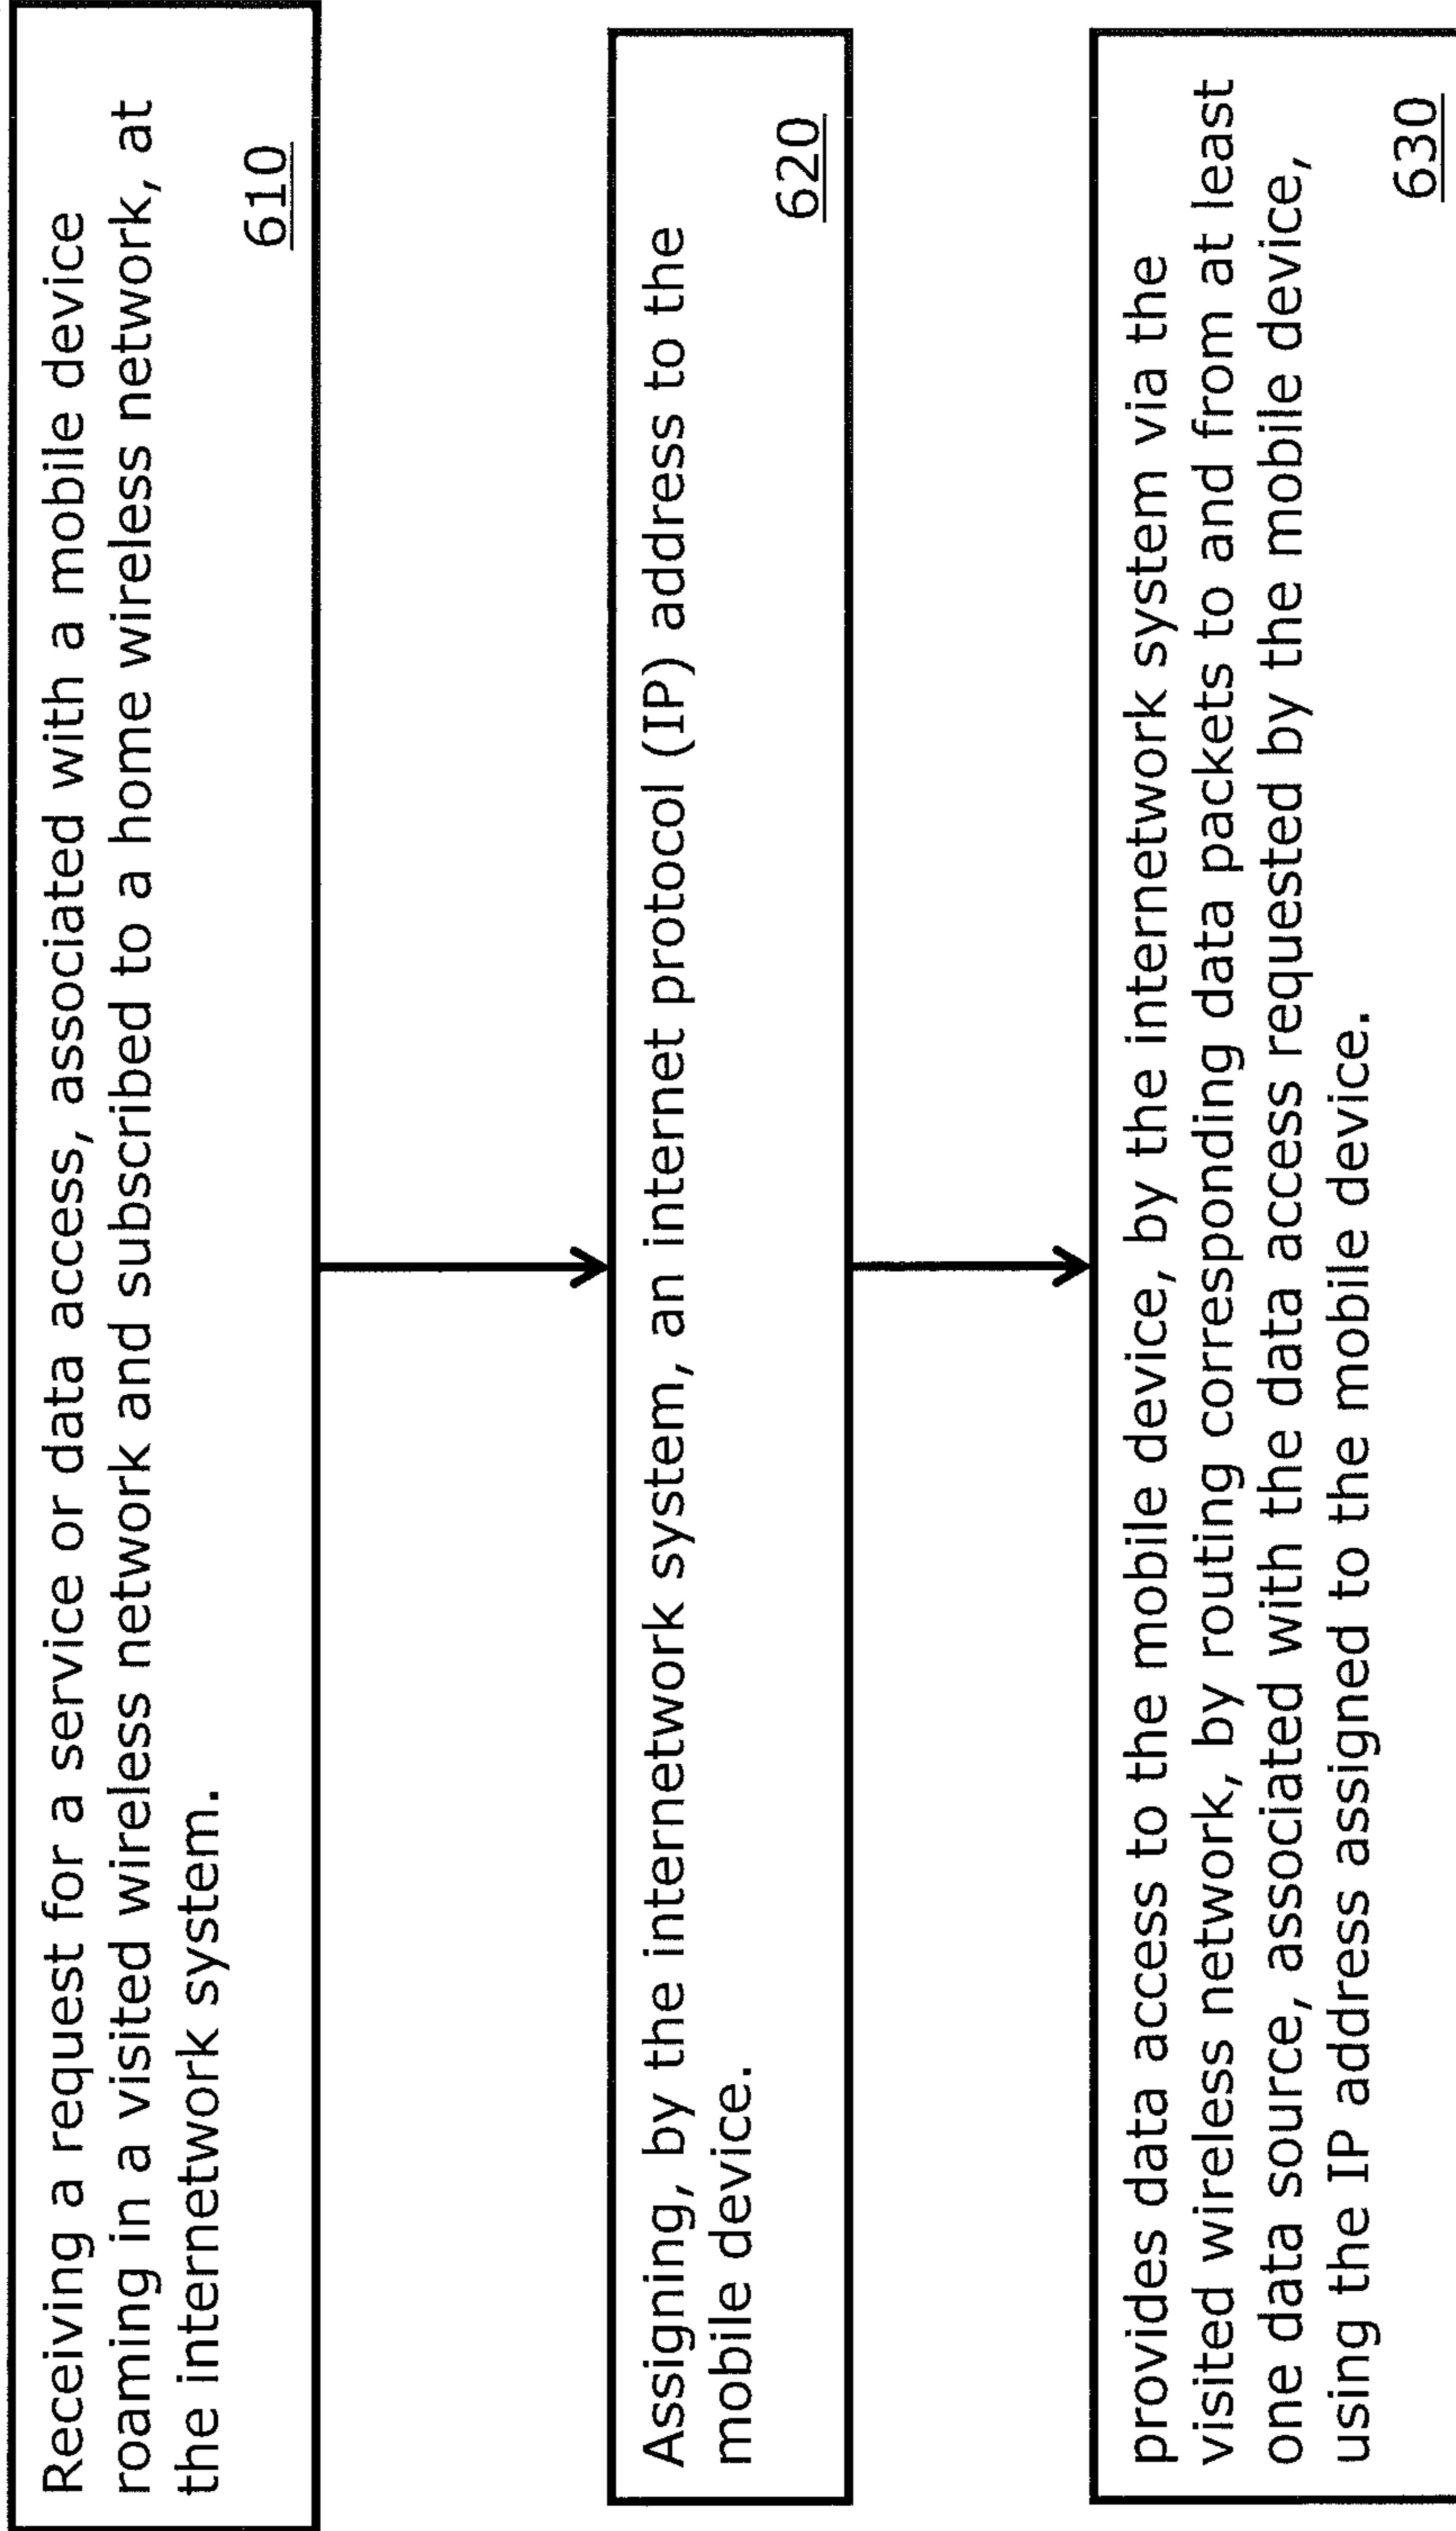 Receiving a request for a service or data access, associated with a mobile device
roaming in a visited wireless network and subscribed to a home wireless network, at
the internetwork system.
610
Assigning, by the internetwork system, an internet protocol (IP) address to the
mobile device.
620
provides data access to the mobile device, by the internetwork system via the
visited wireless network, by routing corresponding data packets to and from at least
one data source, associated with the data access requested by the mobile device,
using the IP address assigned to the mobile device.
630